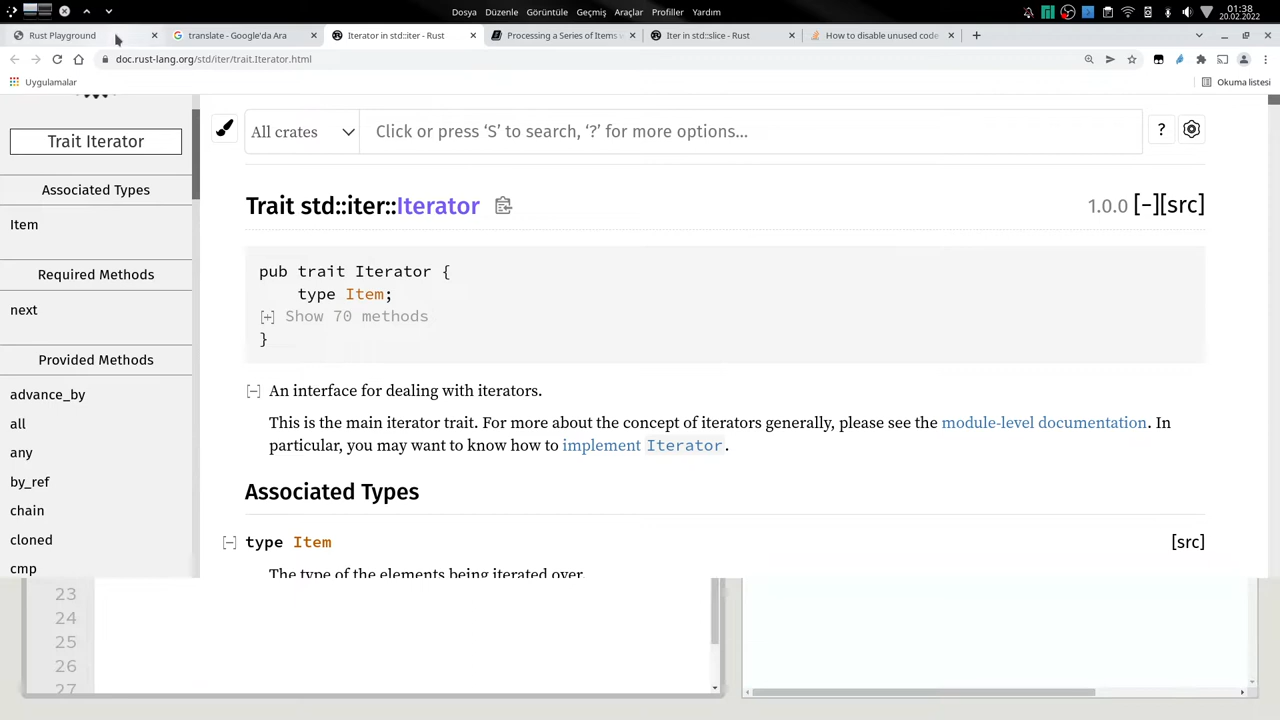 Dosya Düzenle Görüntüle Geçmiş Araçlar Profiller Yardım
01:38
20.02.2022
Rust Playground
translate - Google'da Ara
Iterator in std::iter - Rust
Processing a Series of Items
Iter in std::slice - Rust
How to disable unused code
doc.rust-lang.org/std/iter/trait.Iterator.html
Uygulamalar
Okuma listesi
Trait Iterator
Associated Types
Item
Required Methods
next
Provided Methods
advance_by
all
any
by_ref
chain
cloned
cmp
All crates
Click or press ‘S’ to search, ‘?’ for more options…
?
Trait std::iter::Iterator
1.0.0 [−][src]
pub trait Iterator {
type Item;
[+] Show 70 methods
}
[−] An interface for dealing with iterators.
This is the main iterator trait. For more about the concept of iterators generally, please see the module-level documentation. In
particular, you may want to know how to implement Iterator.
Associated Types
[−] type Item [src]
The type of the elements being iterated over.
23
24
25
26
27